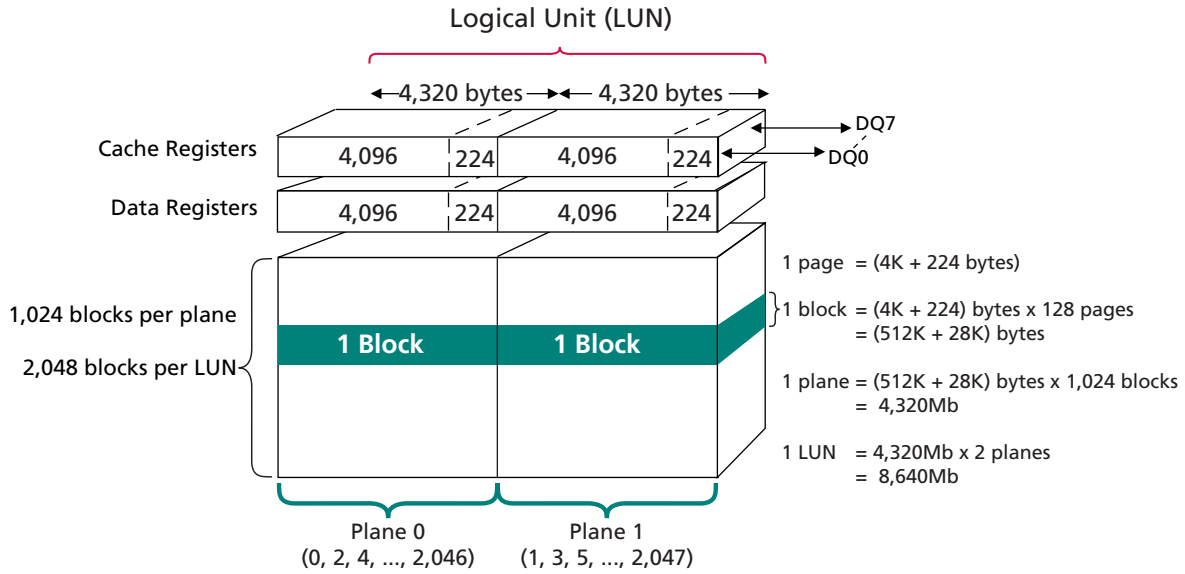 Logical Unit (LUN)
4,320 bytes 4,320 bytes
Cache Registers
4,096 224 4,096 224
DQ7
DQ0
Data Registers
4,096 224 4,096 224
1,024 blocks per plane
2,048 blocks per LUN
1 Block 1 Block
1 page = (4K + 224 bytes)
1 block = (4K + 224) bytes x 128 pages
= (512K + 28K) bytes
1 plane = (512K + 28K) bytes x 1,024 blocks
= 4,320Mb
1 LUN = 4,320Mb x 2 planes
= 8,640Mb
Plane 0
(0, 2, 4, ..., 2,046)
Plane 1
(1, 3, 5, ..., 2,047)